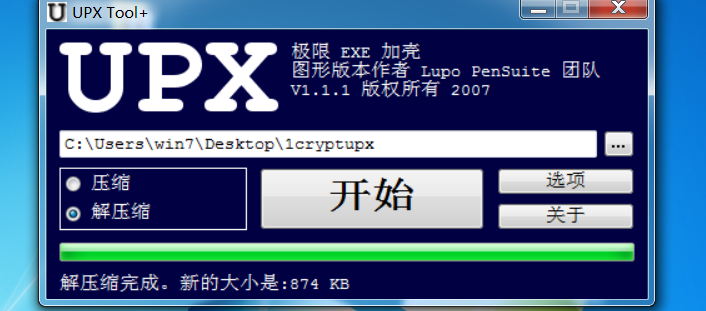 UPX Tool+
UPX
极限 EXE 加壳
图形版本作者 Lupo PenSuite 团队
V1.1.1 版权所有 2007
C:\Users\win7\Desktop\1cryptupx
...
压缩
解压缩
开始
选项
关于
解压缩完成。新的大小是:874 KB